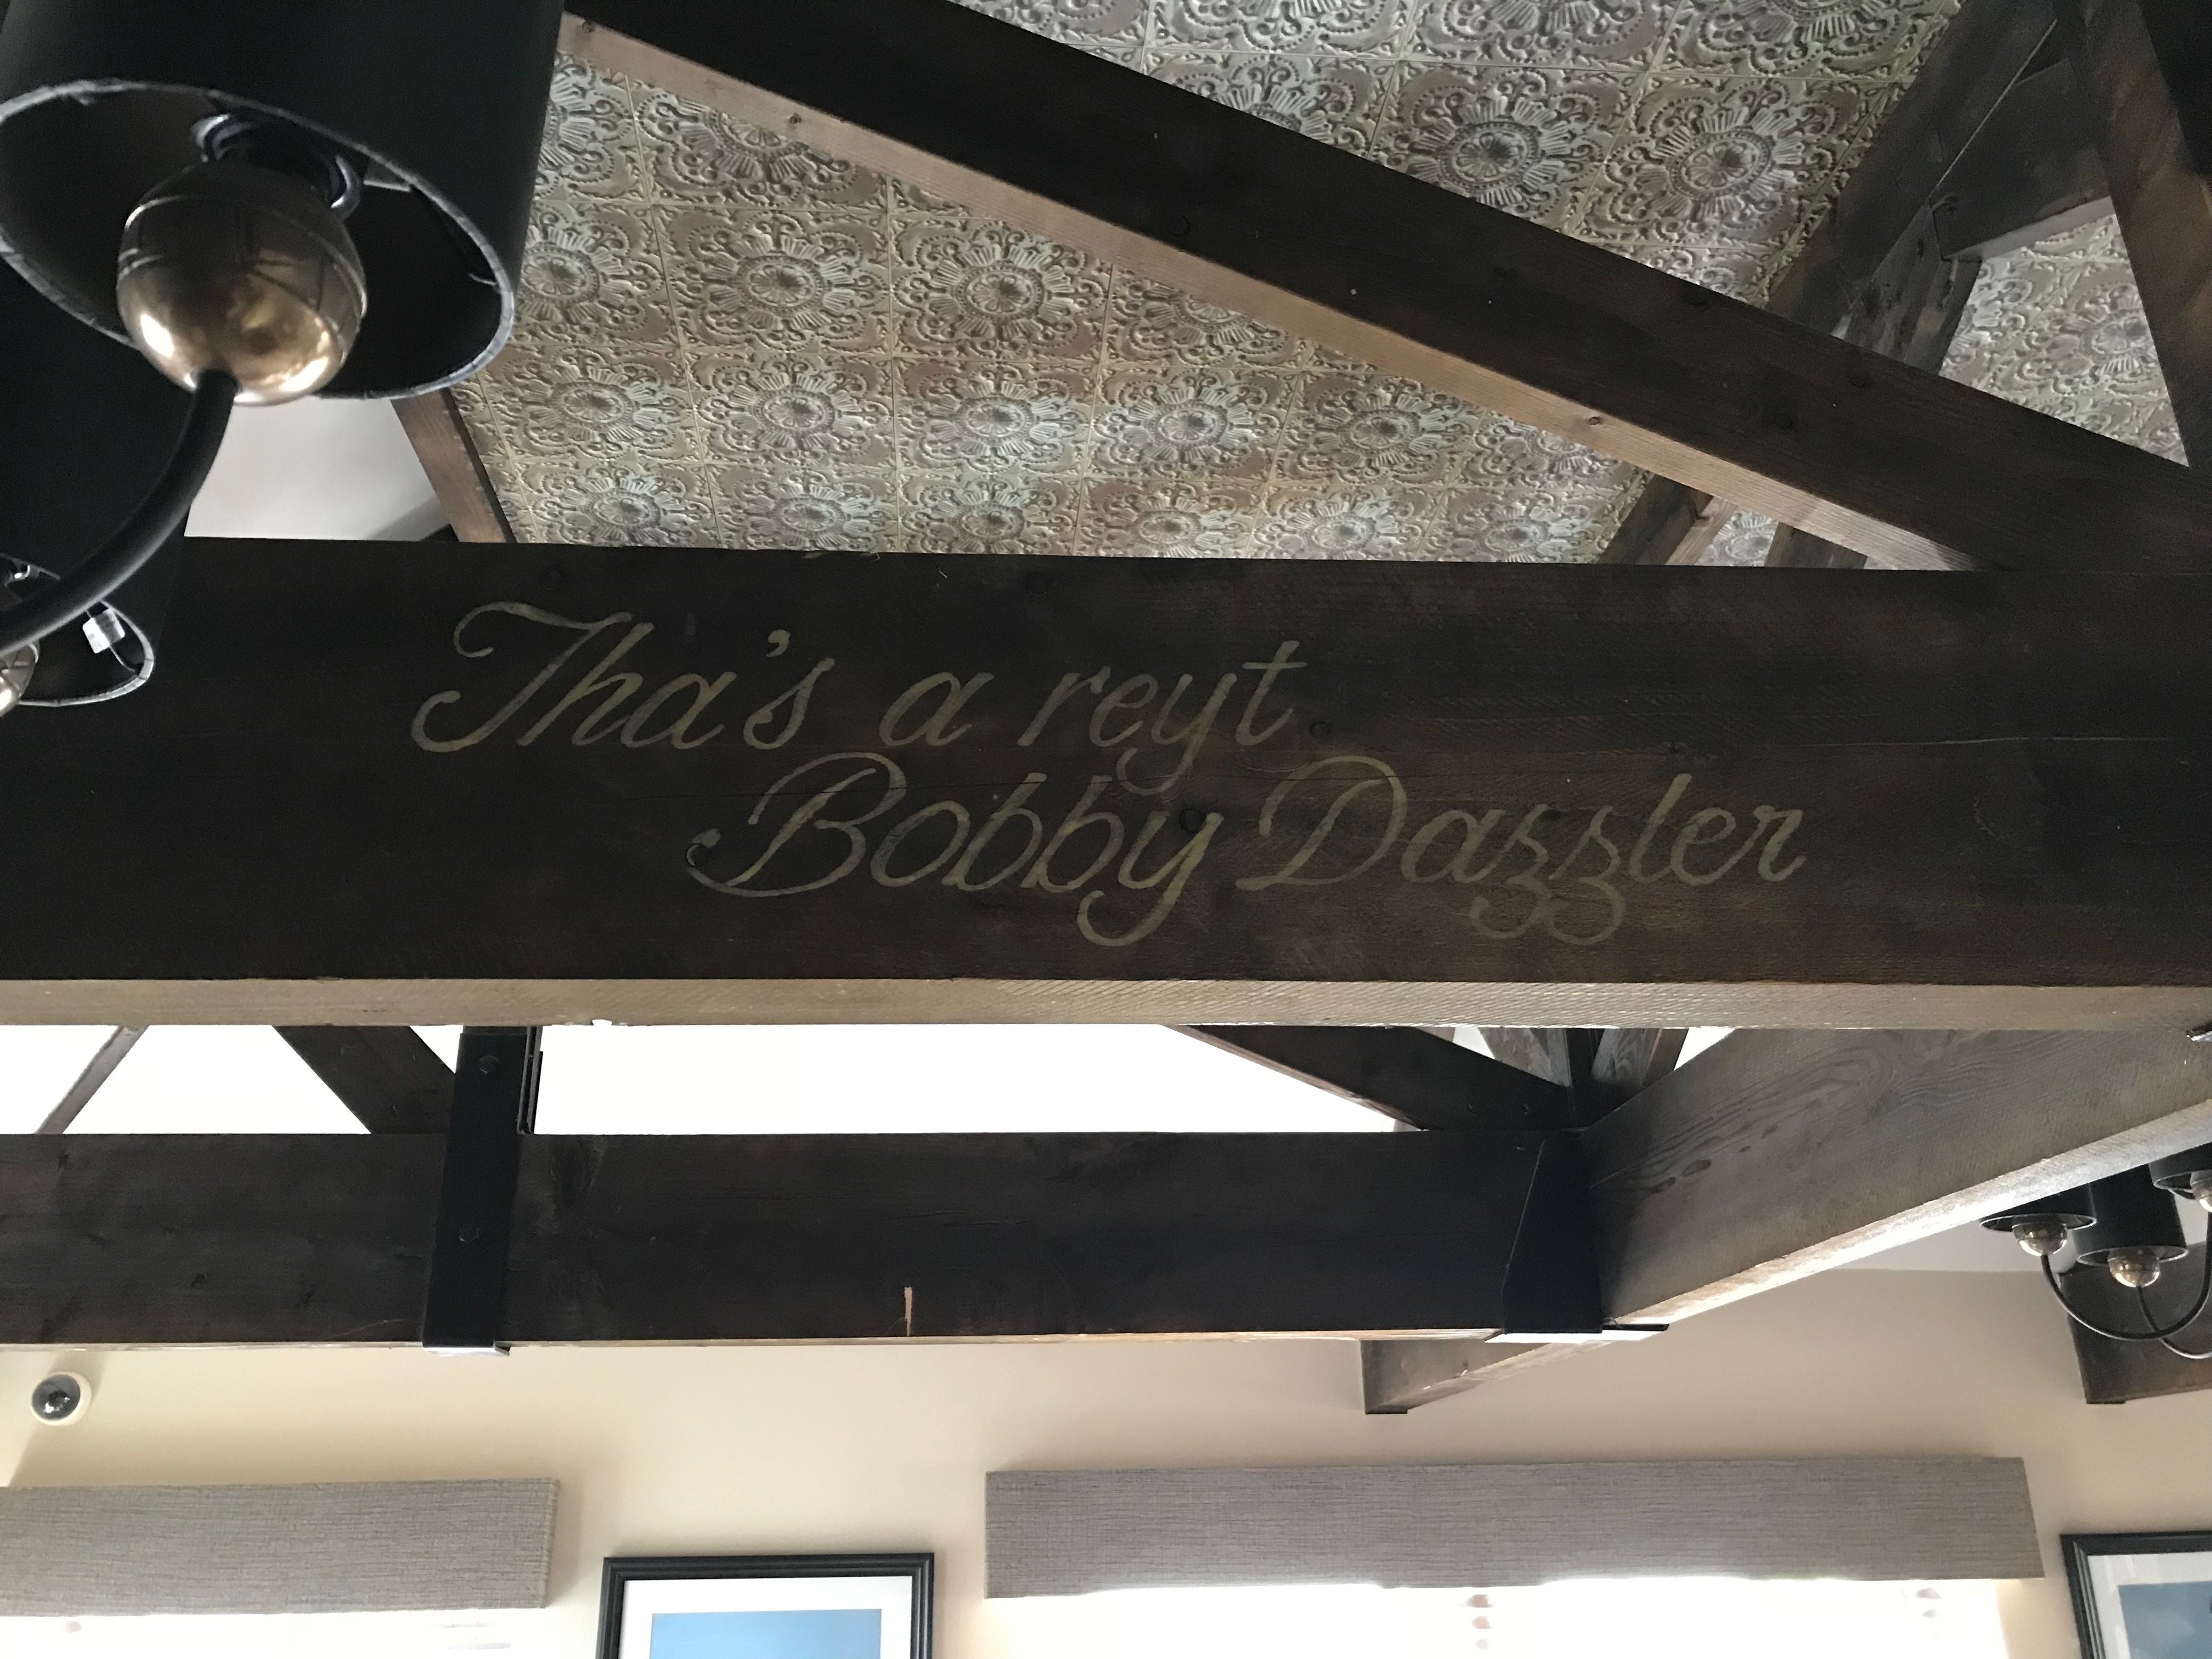 Tha's a reyt
Bobby Dazzler